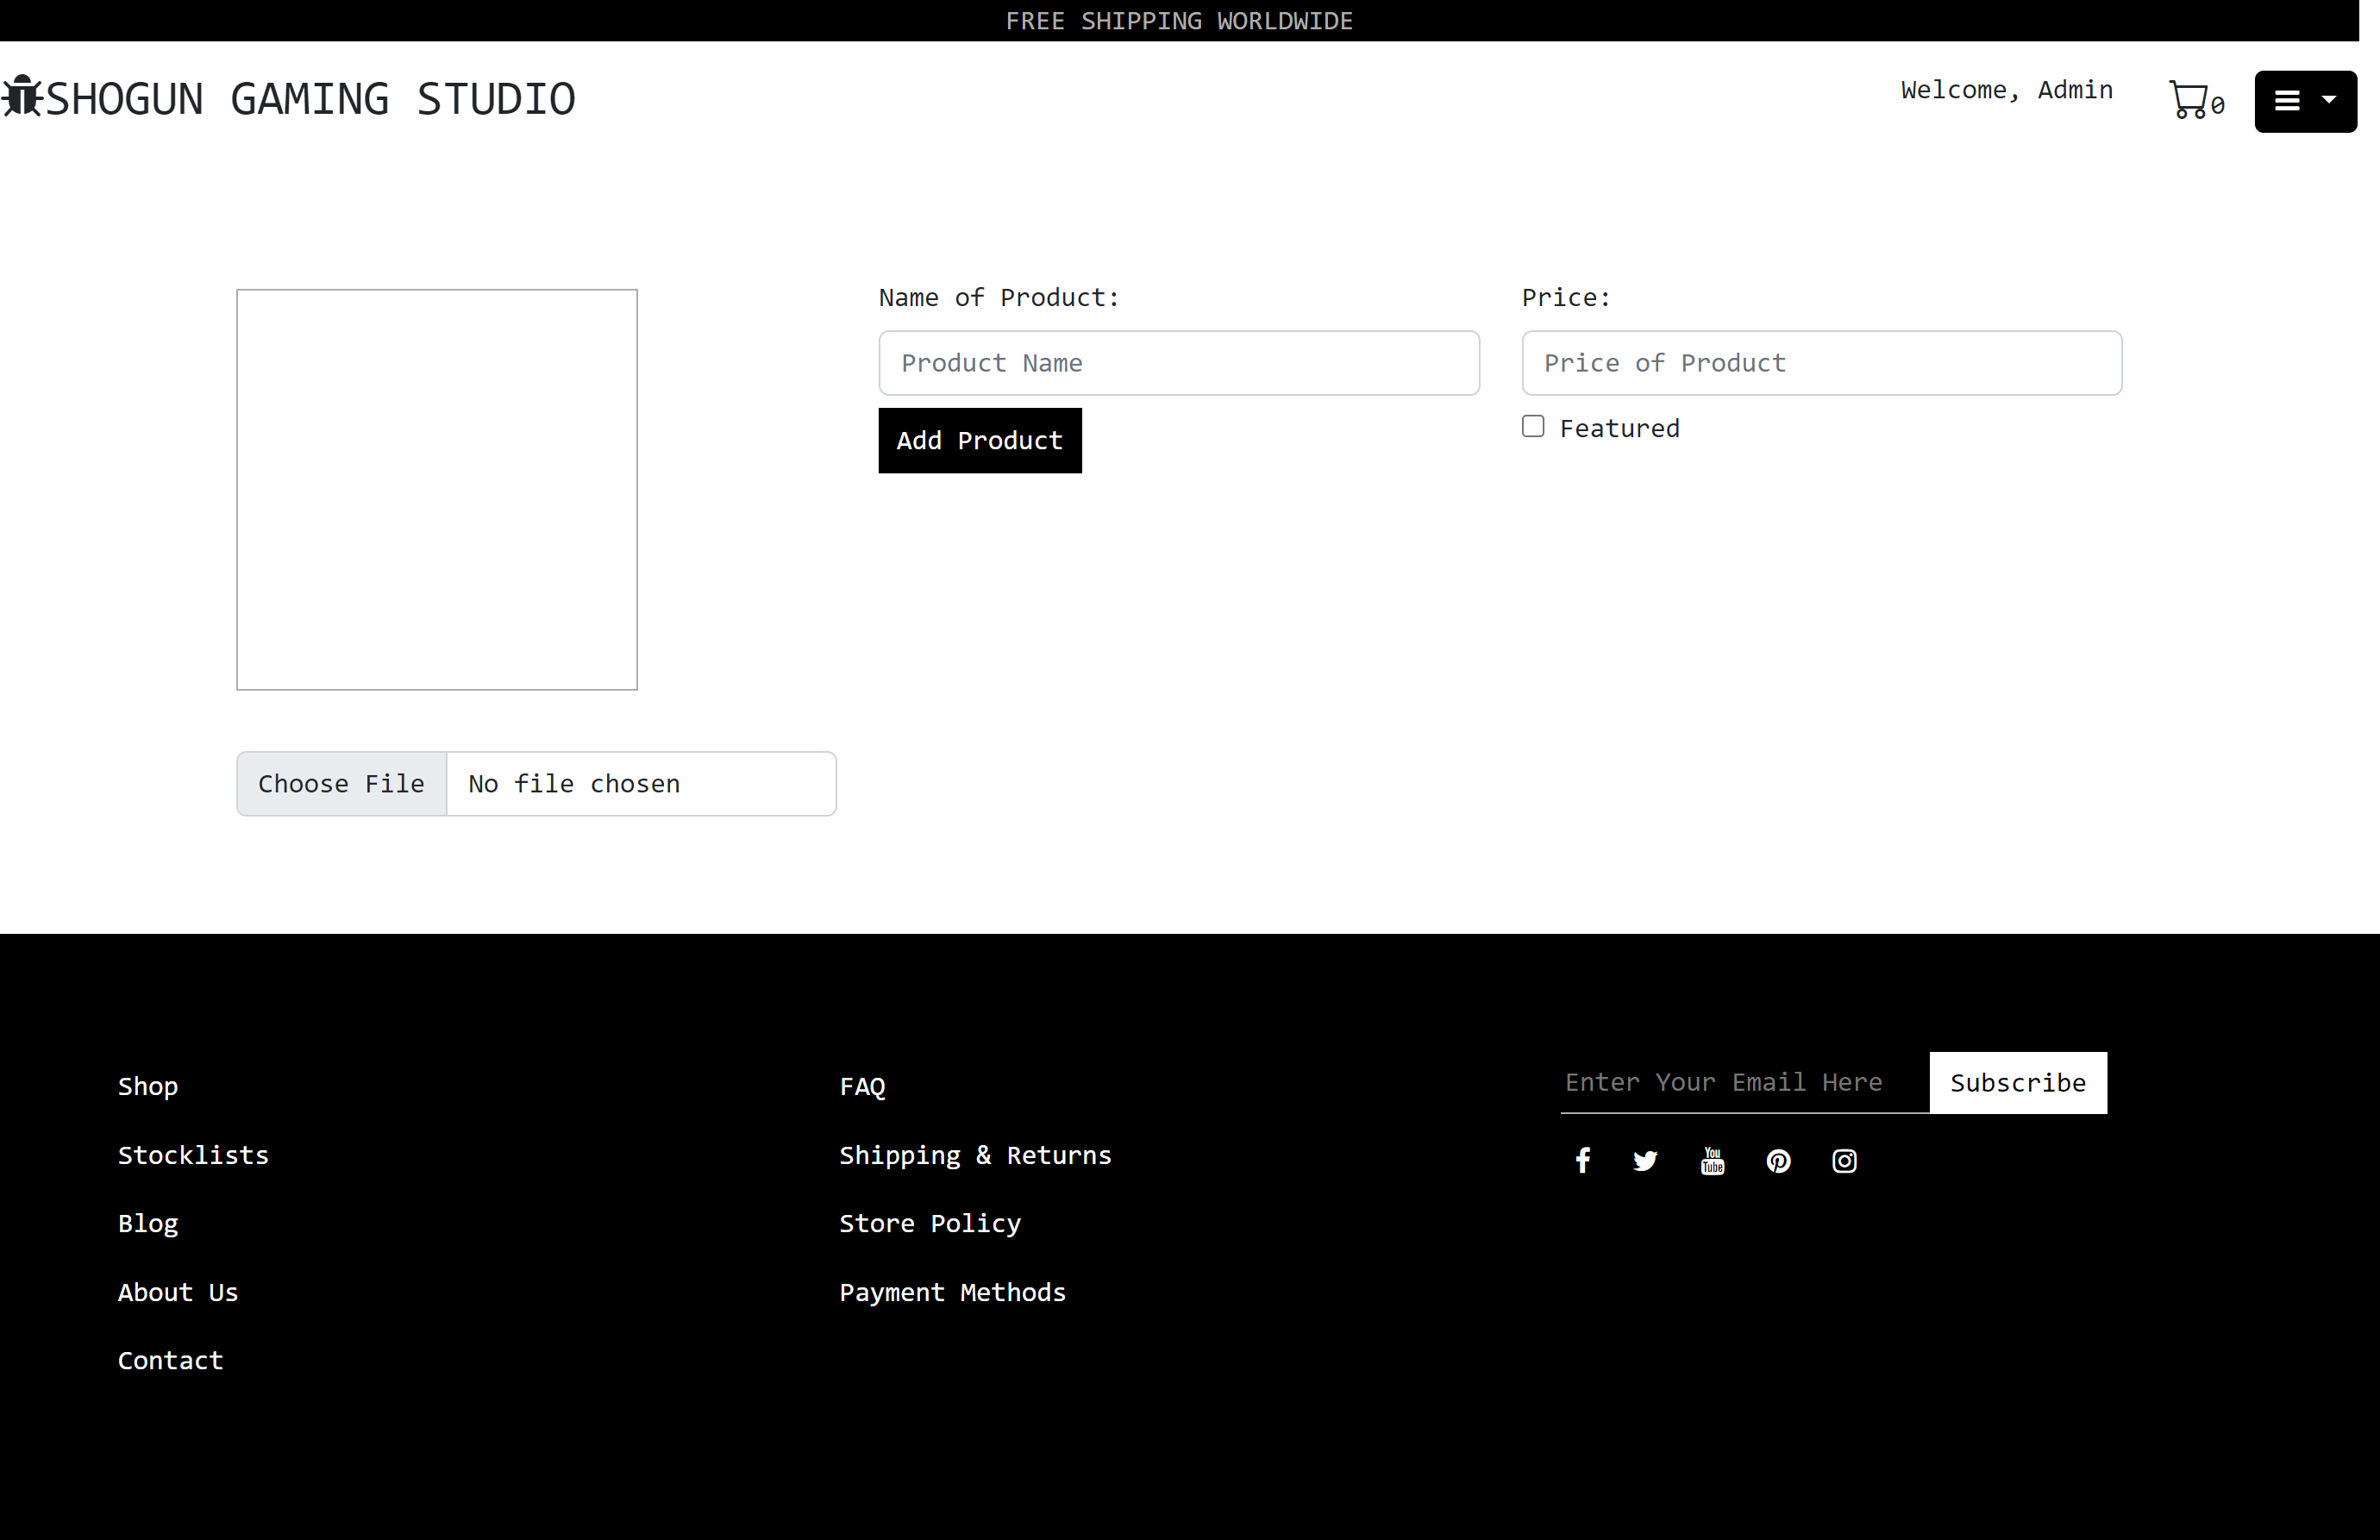 FREE SHIPPING WORLDWIDE
SHOGUN GAMING STUDIO
Welcome, Admin
0
Name of Product:
Product Name
Add Product
Price:
Price of Product
Featured
Choose File
No file chosen
Shop
Stocklists
Blog
About Us
Contact
FAQ
Shipping & Returns
Store Policy
Payment Methods
Enter Your Email Here
Subscribe
You
Tube